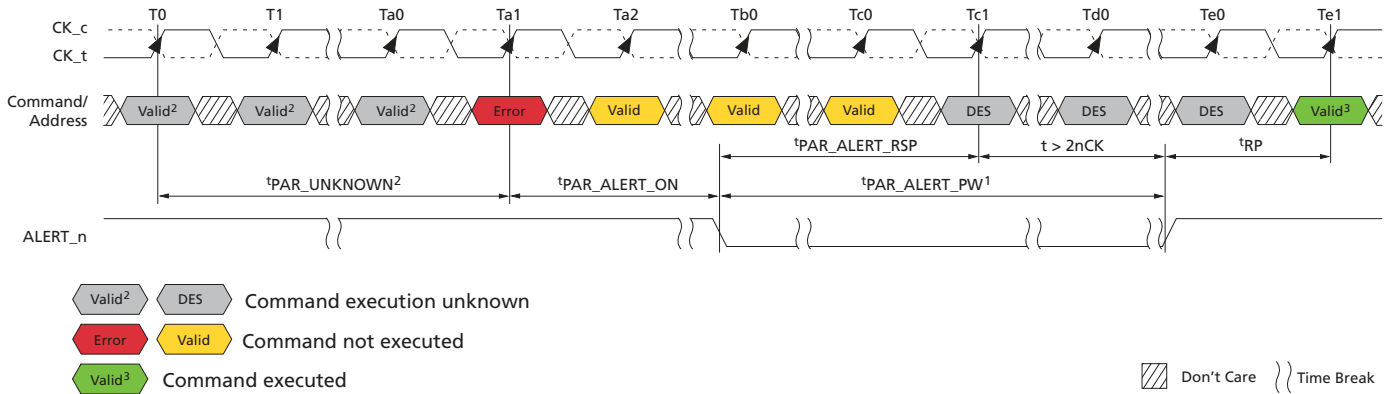 T0 T1 Ta0 Ta1 Ta2 Tb0 Tc0 Tc1 Td0 Te0 Te1
CK_c
CK_t
Command/
Address
Valid² Valid² Valid² Error Valid Valid Valid DES DES DES Valid³
tPAR_ALERT_RSP t > 2nCK tRP
tPAR_UNKNOWN² tPAR_ALERT_ON tPAR_ALERT_PW¹
ALERT_n
Valid² DES Command execution unknown
Error Valid Command not executed
Valid³ Command executed
Don't Care Time Break